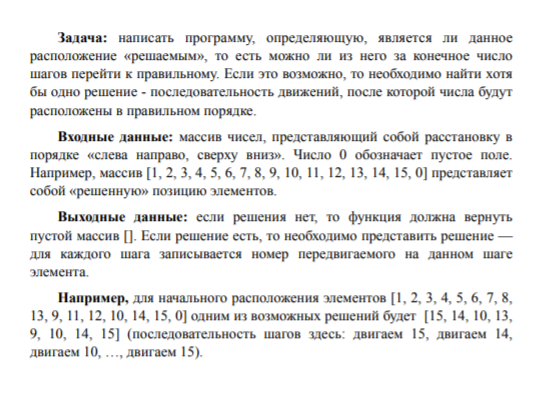 Задача: написать программу, определяющую, является ли данное
расположение «решаемым», то есть можно ли из него за конечное число
шагов перейти к правильному. Если это возможно, то необходимо найти хотя
бы одно решение - последовательность движений, после которой числа будут
расположены в правильном порядке.
Входные данные: массив чисел, представляющий собой расстановку в
порядке «слева направо, сверху вниз». Число 0 обозначает пустое поле.
Например, массив [1, 2, 3, 4, 5, 6, 7, 8, 9, 10, 11, 12, 13, 14, 15, 0] представляет
собой «решенную» позицию элементов.
Выходные данные: если решения нет, то функция должна вернуть
пустой массив []. Если решение есть, то необходимо представить решение —
для каждого шага записывается номер передвигаемого на данном шаге
элемента.
Например, для начального расположения элементов [1, 2, 3, 4, 5, 6, 7, 8,
13, 9, 11, 12, 10, 14, 15, 0] одним из возможных решений будет [15, 14, 10, 13,
9, 10, 14, 15] (последовательность шагов здесь: двигаем 15, двигаем 14,
двигаем 10, …, двигаем 15).